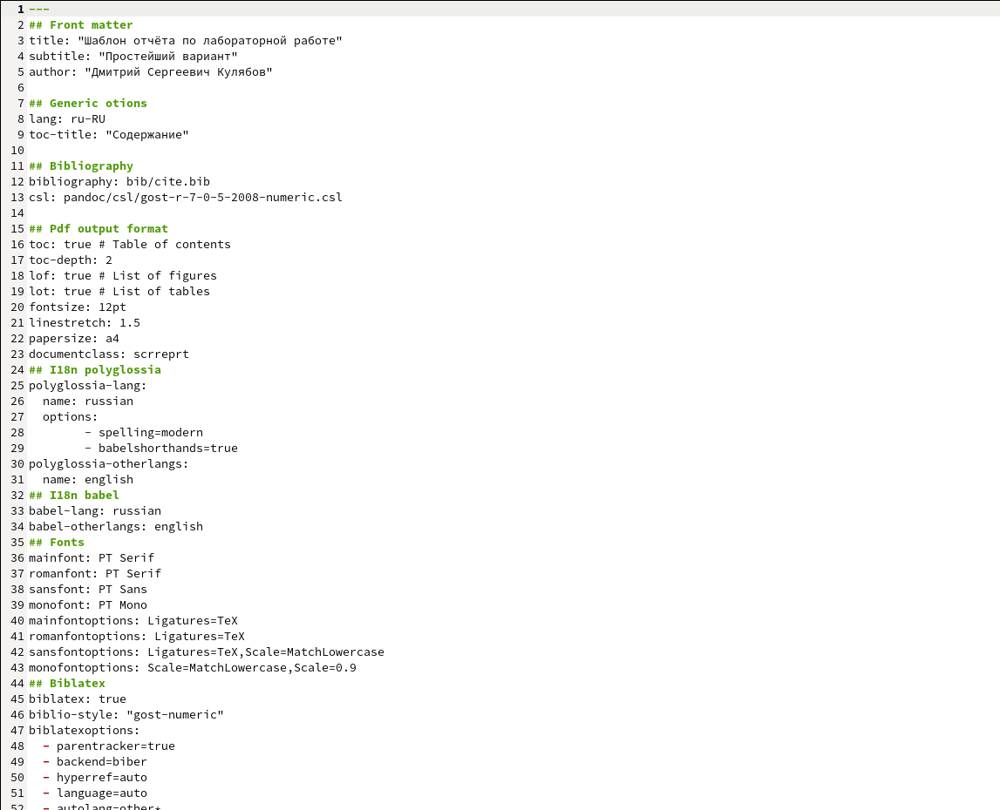 1 ---
2 ## Front matter
3 title: "Шаблон отчёта по лабораторной работе"
4 subtitle: "Простейший вариант"
5 author: "Дмитрий Сергеевич Кулябов"
6
7 ## Generic otions
8 lang: ru-RU
9 toc-title: "Содержание"
10
11 ## Bibliography
12 bibliography: bib/cite.bib
13 csl: pandoc/csl/gost-r-7-0-5-2008-numeric.csl
14
15 ## Pdf output format
16 toc: true # Table of contents
17 toc-depth: 2
18 lof: true # List of figures
19 lot: true # List of tables
20 fontsize: 12pt
21 linestretch: 1.5
22 papersize: a4
23 documentclass: scrreprt
24 ## I18n polyglossia
25 polyglossia-lang:
26   name: russian
27   options:
28         - spelling=modern
29         - babelshorthands=true
30 polyglossia-otherlangs:
31   name: english
32 ## I18n babel
33 babel-lang: russian
34 babel-otherlangs: english
35 ## Fonts
36 mainfont: PT Serif
37 romanfont: PT Serif
38 sansfont: PT Sans
39 monofont: PT Mono
40 mainfontoptions: Ligatures=TeX
41 romanfontoptions: Ligatures=TeX
42 sansfontoptions: Ligatures=TeX,Scale=MatchLowercase
43 monofontoptions: Scale=MatchLowercase,Scale=0.9
44 ## Biblatex
45 biblatex: true
46 biblio-style: "gost-numeric"
47 biblatexoptions:
48   - parentracker=true
49   - backend=biber
50   - hyperref=auto
51   - language=auto
52   - autolang=other*